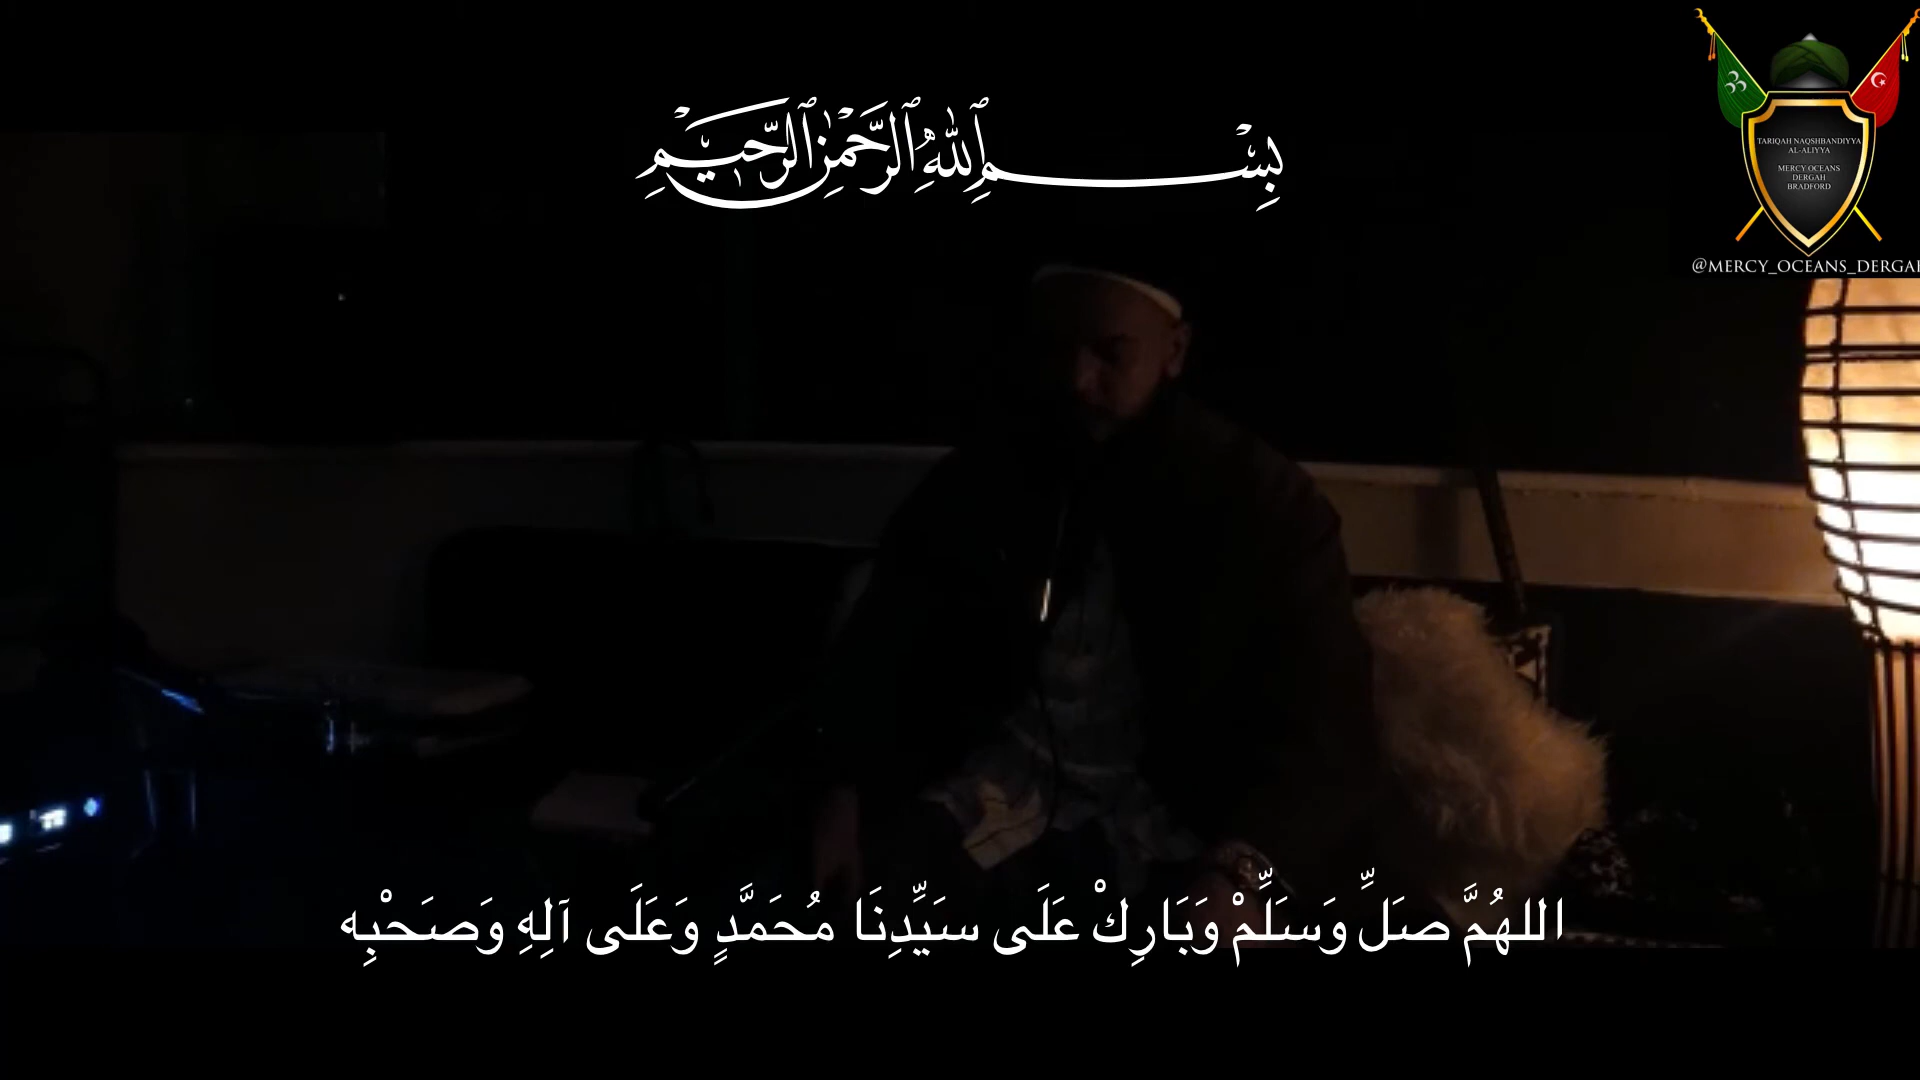 بِسْمِ ٱللَّهِ ٱلرَّحْمَٰنِ ٱلرَّحِيمِ
TARIQAH NAQSHBANDIYYA
AL-ALIYYA
MERCY OCEANS
DERGAH
BRADFORD
@MERCY_OCEANS_DERGAH
اللهُمَّ صَلِّ وَسَلِّمْ وَبَارِكْ عَلَى سَيِّدِنَا مُحَمَّدٍ وَعَلَى آلِهِ وَصَحْبِهِ